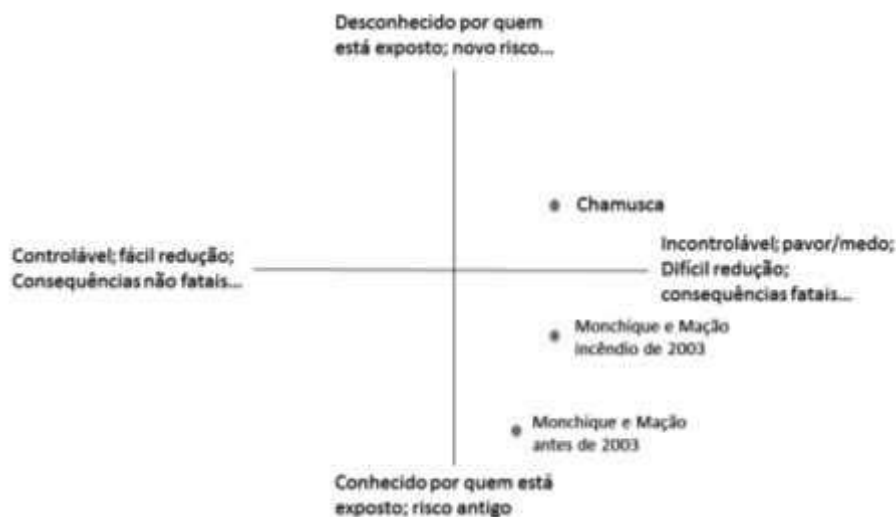 Desconhecido por quem
está exposto; novo risco...
Chamusca
Controlável; fácil redução;
Consequências não fatais...
Incontrolável; pavor/medo;
Difícil redução;
consequências fatais...
Monchique e Mação
incêndio de 2003
Monchique e Mação
antes de 2003
Conhecido por quem está
exposto; risco antigo